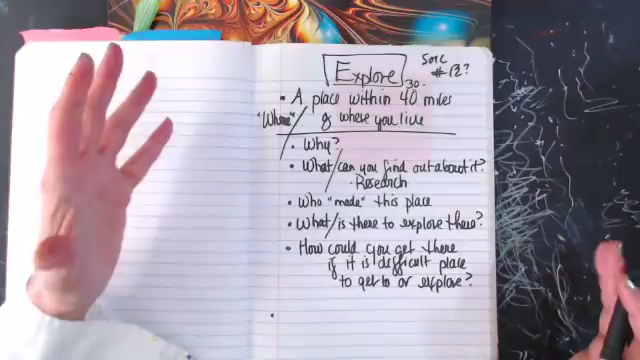 Explore
SOTC
#12?
30-
• A place within 40 miles
"Where" of where you live
• Why?
• What/can you find out about it?
- Research
• Who "made" this place
• What/is there to explore there?
• How could you get there
if it is difficult place
to get to or explore?
•